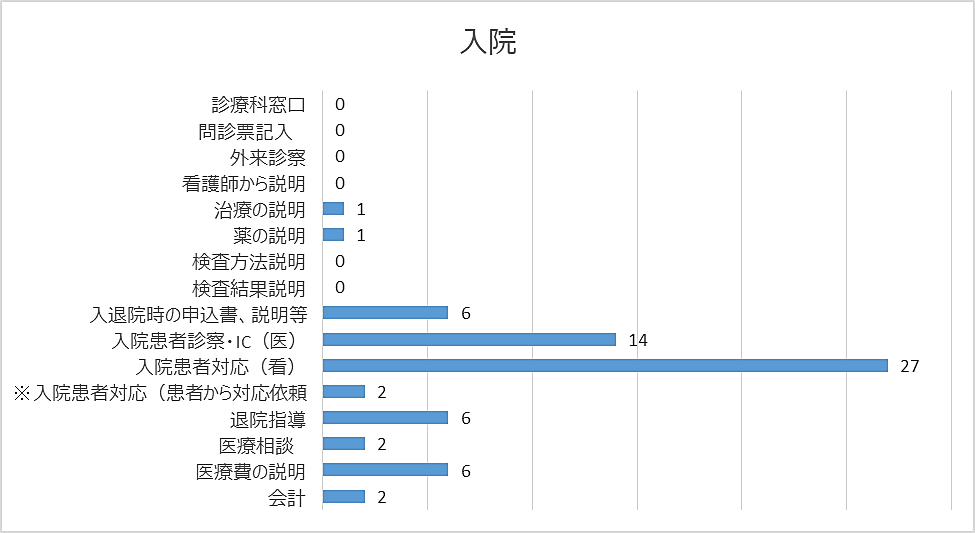 入院
診療科窓口 0
問診票記入 0
外来診察 0
看護師から説明 0
治療の説明 1
薬の説明 1
検査方法説明 0
検査結果説明 0
入退院時の申込書、説明等 6
入院患者診察・IC（医） 14
入院患者対応（看） 27
※入院患者対応（患者から対応依頼 2
退院指導 6
医療相談 2
医療費の説明 6
会計 2